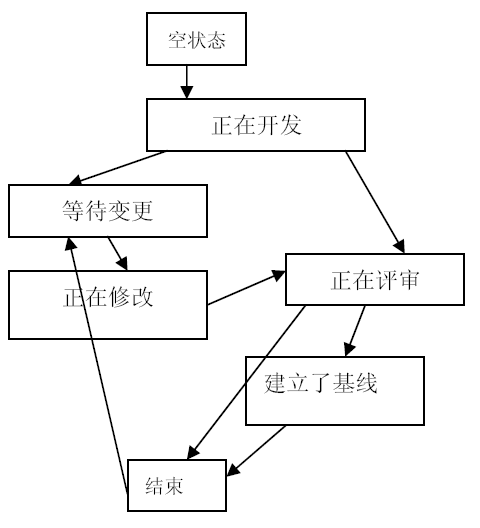 空状态
正在开发
等待变更
正在修改
正在评审
建立了基线
结束